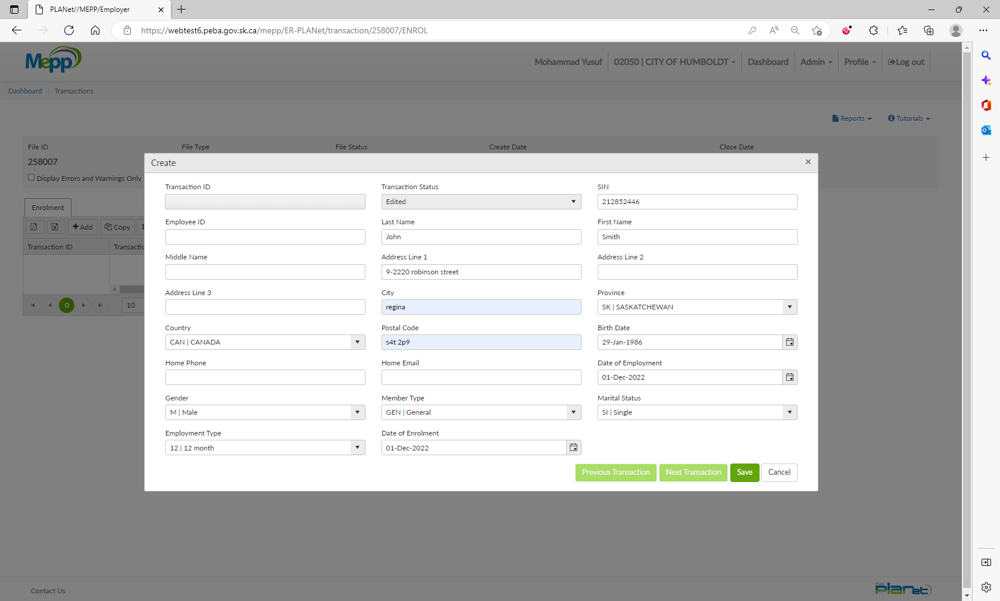 PLANet//MEPP/Employer
https://webtest6.peba.gov.sk.ca/mepp/ER-PLANet/transaction/258007/ENROL
Mepp
Mohammad Yusuf
02050 | CITY OF HUMBOLDT
Dashboard
Admin
Profile
Log out
Dashboard / Transactions
Reports
Tutorials
File ID
File Type
File Status
Create Date
Close Date
258007
Display Errors and Warnings Only
Enrolment
Add
Copy
Transaction ID
Transactio
0
10
Create
Transaction ID
Transaction Status
SIN
Edited
212852446
Employee ID
Last Name
First Name
John
Smith
Middle Name
Address Line 1
Address Line 2
9-2220 robinson street
Address Line 3
City
Province
regina
SK | SASKATCHEWAN
Country
Postal Code
Birth Date
CAN | CANADA
s4t 2p9
29-Jan-1986
Home Phone
Home Email
Date of Employment
01-Dec-2022
Gender
Member Type
Marital Status
M | Male
GEN | General
SI | Single
Employment Type
Date of Enrolment
12 | 12 month
01-Dec-2022
Previous Transaction
Next Transaction
Save
Cancel
Contact Us
PEBA
Planet